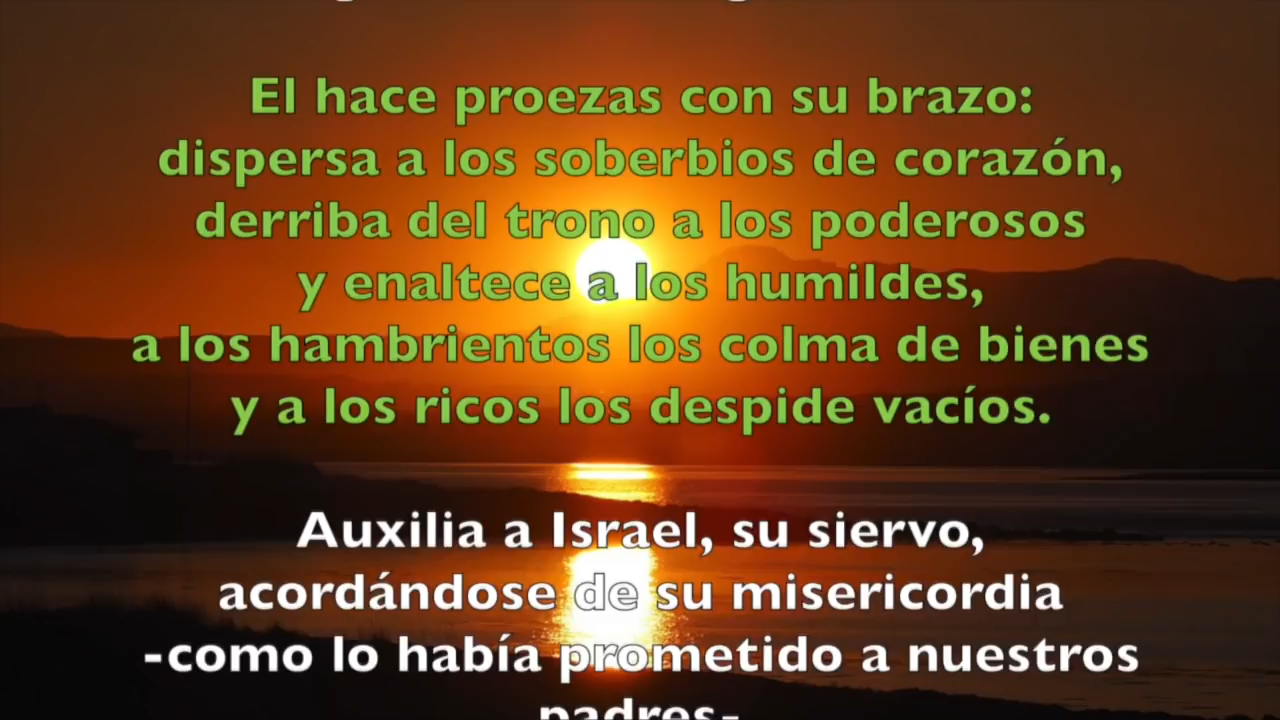 El hace proezas con su brazo:
dispersa a los soberbios de corazón,
derriba del trono a los poderosos
y enaltece a los humildes,
a los hambrientos los colma de bienes
y a los ricos los despide vacíos.
Auxilia a Israel, su siervo,
acordándose de su misericordia
-como lo había prometido a nuestros
padres-